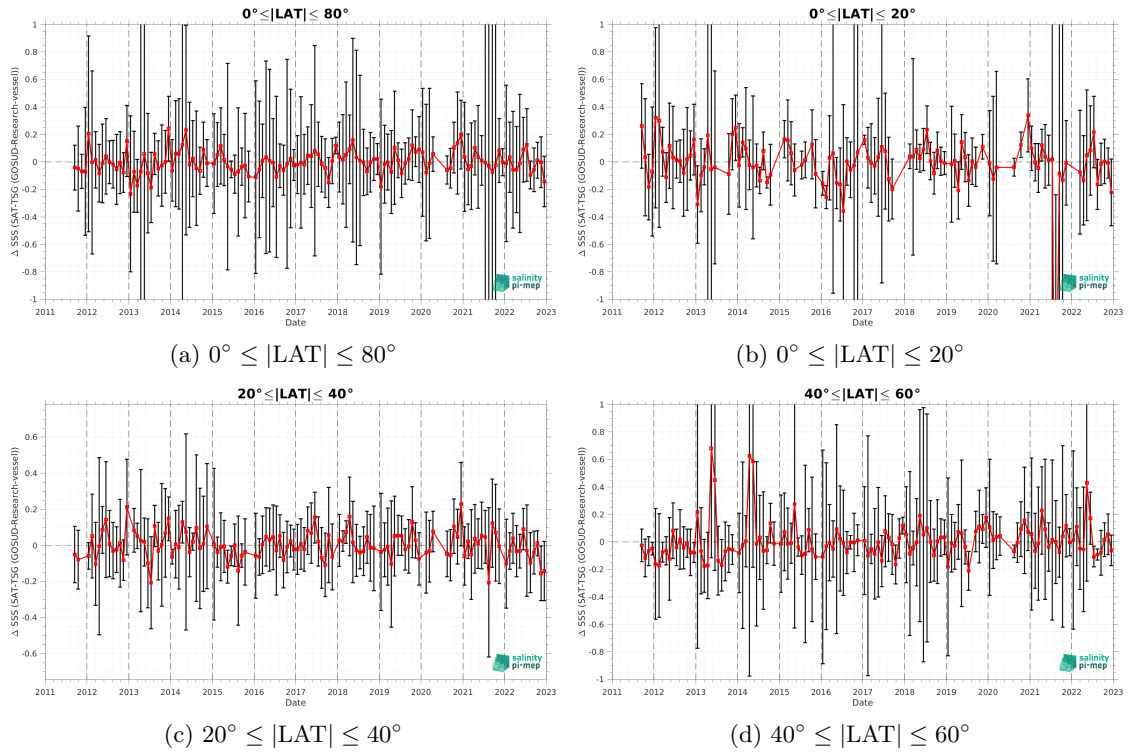 0°≤|LAT|≤ 80°
Δ SSS (SAT-TSG (GOSUD-Research-vessel))
1
0.8
0.6
0.4
0.2
0
-0.2
-0.4
-0.6
-0.8
-1
2011 2012 2013 2014 2015 2016 2017 2018 2019 2020 2021 2022 2023
Date
salinity
pi-mep
(a) 0° ≤ |LAT| ≤ 80°
0°≤|LAT|≤ 20°
Δ SSS (SAT-TSG (GOSUD-Research-vessel))
1
0.8
0.6
0.4
0.2
0
-0.2
-0.4
-0.6
-0.8
-1
2011 2012 2013 2014 2015 2016 2017 2018 2019 2020 2021 2022 2023
Date
salinity
pi-mep
(b) 0° ≤ |LAT| ≤ 20°
20°≤|LAT|≤ 40°
Δ SSS (SAT-TSG (GOSUD-Research-vessel))
0.6
0.4
0.2
0
-0.2
-0.4
-0.6
2011 2012 2013 2014 2015 2016 2017 2018 2019 2020 2021 2022 2023
Date
salinity
pi-mep
(c) 20° ≤ |LAT| ≤ 40°
40°≤|LAT|≤ 60°
Δ SSS (SAT-TSG (GOSUD-Research-vessel))
1
0.8
0.6
0.4
0.2
0
-0.2
-0.4
-0.6
-0.8
-1
2011 2012 2013 2014 2015 2016 2017 2018 2019 2020 2021 2022 2023
Date
salinity
pi-mep
(d) 40° ≤ |LAT| ≤ 60°